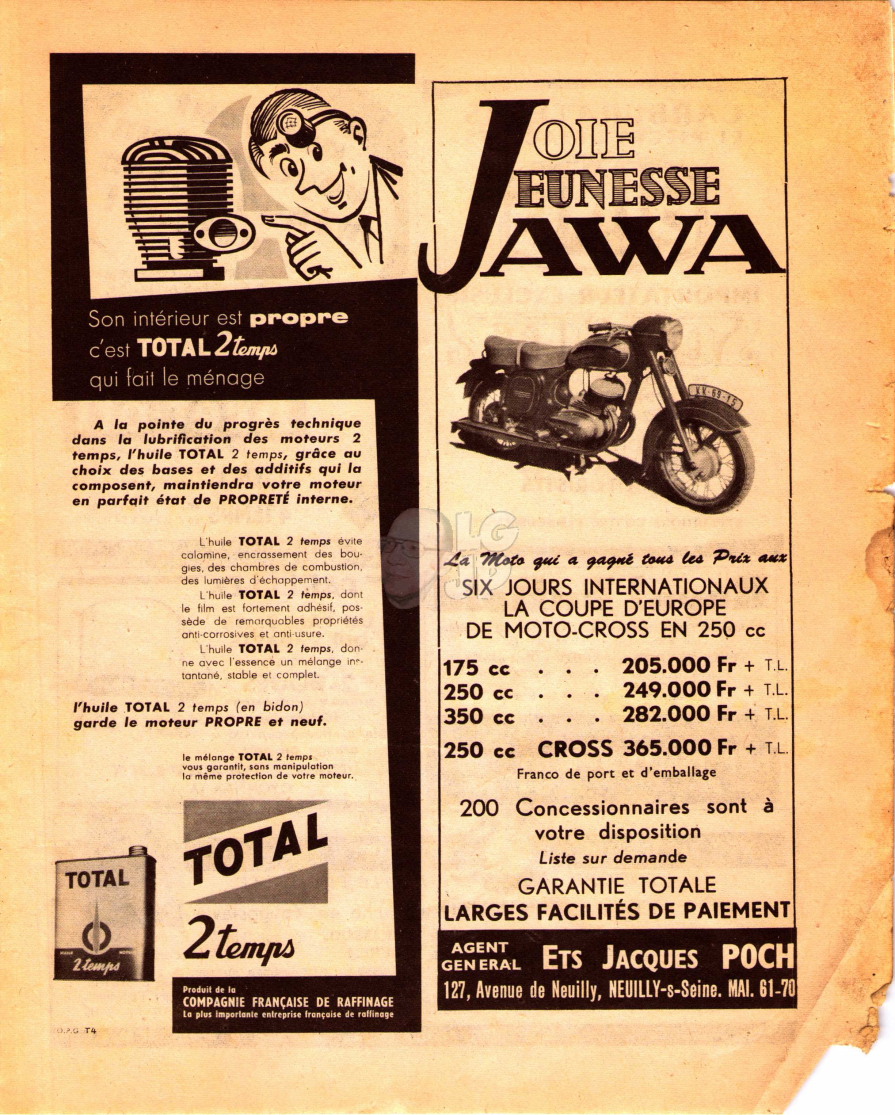 Son intérieur est propre
c'est TOTAL 2 temps
qui fait le ménage
A la pointe du progrès technique
dans la lubrification des moteurs 2
temps, l'huile TOTAL 2 temps, grâce au
choix des bases et des additifs qui la
composent, maintiendra votre moteur
en parfait état de PROPRETÉ interne.
L'huile TOTAL 2 temps évite
calamine, encrassement des bou-
gies, des chambres de combustion,
des lumières d'échappement.
L'huile TOTAL 2 temps, dont
le film est fortement adhésif, pos-
sède de remarquables propriétés
anti-corrosives et anti-usure.
L'huile TOTAL 2 temps, don-
ne avec l'essence un mélange ins-
tantané, stable et complet.
l'huile TOTAL 2 temps (en bidon)
garde le moteur PROPRE et neuf.
le mélange TOTAL 2 temps
vous garantit, sans manipulation
la même protection de votre moteur.
TOTAL
2 temps
TOTAL
2 temps
Produit de la
COMPAGNIE FRANÇAISE DE RAFFINAGE
La plus importante entreprise française de raffinage
T4
JOIE
JEUNESSE
JAWA
XV-69-15
La Moto qui a gagné tous les Prix aux
SIX JOURS INTERNATIONAUX
LA COUPE D'EUROPE
DE MOTO-CROSS EN 250 cc
175 cc . . . 205.000 Fr + T.L.
250 cc . . . 249.000 Fr + T.L.
350 cc . . . 282.000 Fr + T.L.
250 cc CROSS 365.000 Fr + T.L.
Franco de port et d'emballage
200 Concessionnaires sont à
votre disposition
Liste sur demande
GARANTIE TOTALE
LARGES FACILITÉS DE PAIEMENT
AGENT
GENERAL ETS JACQUES POCH
127, Avenue de Neuilly, NEUILLY-s-Seine. MAI. 61-70
LG
JP